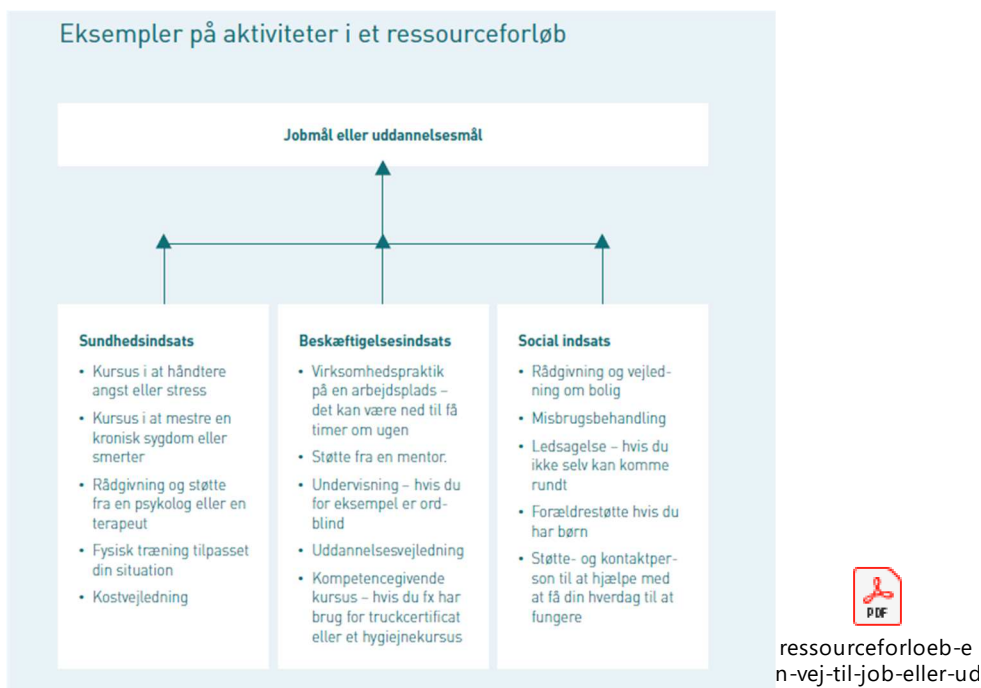 Eksempler på aktiviteter i et ressourceforløb
Jobmål eller uddannelsesmål
Sundhedsindsats
• Kursus i at håndtere
angst eller stress
• Kursus i at mestre en
kronisk sygdom eller
smerter
• Rådgivning og støtte
fra en psykolog eller en
terapeut
• Fysisk træning tilpasset
din situation
• Kostvejledning
Beskæftigelsesindsats
• Virksomhedspraktik
på en arbejdsplads –
det kan være ned til få
timer om ugen
• Støtte fra en mentor.
• Undervisning – hvis du
for eksempel er ord-
blind
• Uddannelsesvejledning
• Kompetencegivende
kursus – hvis du fx har
brug for truckcertificat
eller et hygiejnekursus
Social indsats
• Rådgivning og vejled-
ning om bolig
• Misbrugsbehandling
• Ledsagelse – hvis du
ikke selv kan komme
rundt
• Forældrestøtte hvis du
har børn
• Støtte- og kontaktper-
son til at hjælpe med
at få din hverdag til at
fungere
PDF
ressourceforloeb-e
n-vej-til-job-eller-ud